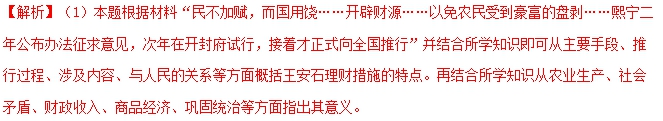 【解析】（1）本题根据材料“民不加赋，而国用饶……开辟财源……以免农民受到豪富的盘剥……熙宁二
年公布办法征求意见，次年在开封府试行，接着才正式向全国推行”并结合所学知识即可从主要手段、推
行过程、涉及内容、与人民的关系等方面概括王安石理财措施的特点。再结合所学知识从农业生产、社会
矛盾、财政收入、商品经济、巩固统治等方面指出其意义。